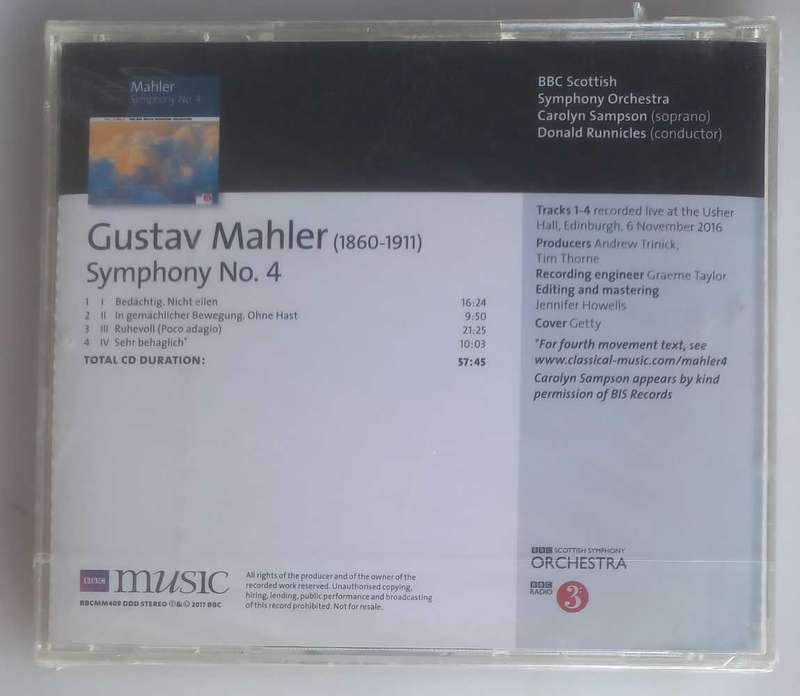 Mahler
Symphony No. 4
BBC Scottish
Symphony Orchestra
Carolyn Sampson (soprano)
Donald Runnicles (conductor)
Gustav Mahler (1860-1911)
Symphony No. 4
1 I Bedächtig. Nicht eilen 16:24
2 II In gemächlicher Bewegung. Ohne Hast 9:50
3 III Ruhevoll (Poco adagio) 21:25
4 IV Sehr behaglich* 10:03
TOTAL CD DURATION: 57:45
Tracks 1-4 recorded live at the Usher
Hall, Edinburgh, 6 November 2016
Producers Andrew Trinick,
Tim Thorne
Recording engineer Graeme Taylor
Editing and mastering
Jennifer Howells
Cover Getty
*For fourth movement text, see
www.classical-music.com/mahler4
Carolyn Sampson appears by kind
permission of BIS Records
BBC music
BBCMM409 DDD STEREO ℗&© 2017 BBC
All rights of the producer and of the owner of the
recorded work reserved. Unauthorised copying,
hiring, lending, public performance and broadcasting
of this record prohibited. Not for resale.
BBC SCOTTISH SYMPHONY
ORCHESTRA
BBC
RADIO 3